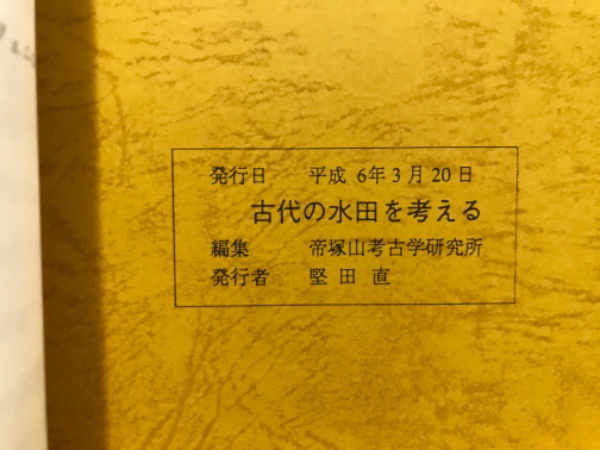 発行日 平成 6年3月20日
古代の水田を考える
編集 帝塚山考古学研究所
発行者 堅田 直